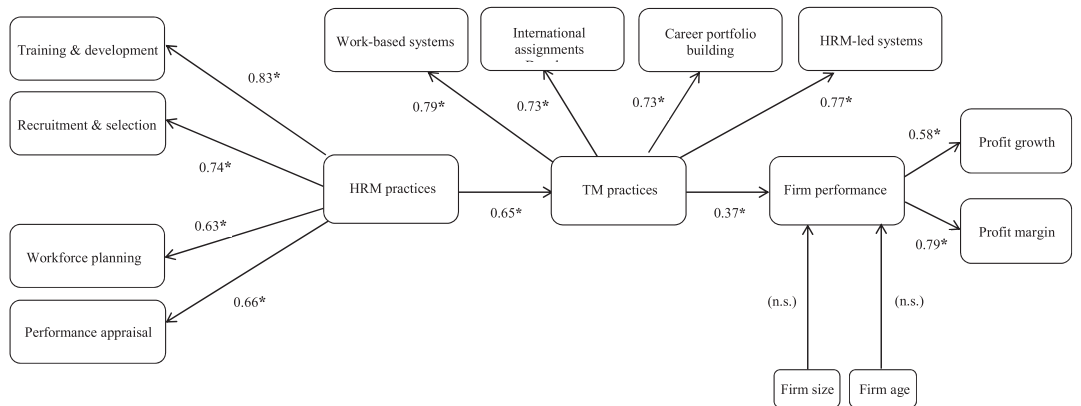 Training & development
Recruitment & selection
Workforce planning
Performance appraisal
0.83*
0.74*
0.63*
0.66*
HRM practices
0.65*
Work-based systems
International
assignments
Career portfolio
building
HRM-led systems
0.79*
0.73*
0.73*
0.77*
TM practices
0.37*
Firm performance
0.58*
0.79*
Profit growth
Profit margin
(n.s.)
(n.s.)
Firm size
Firm age